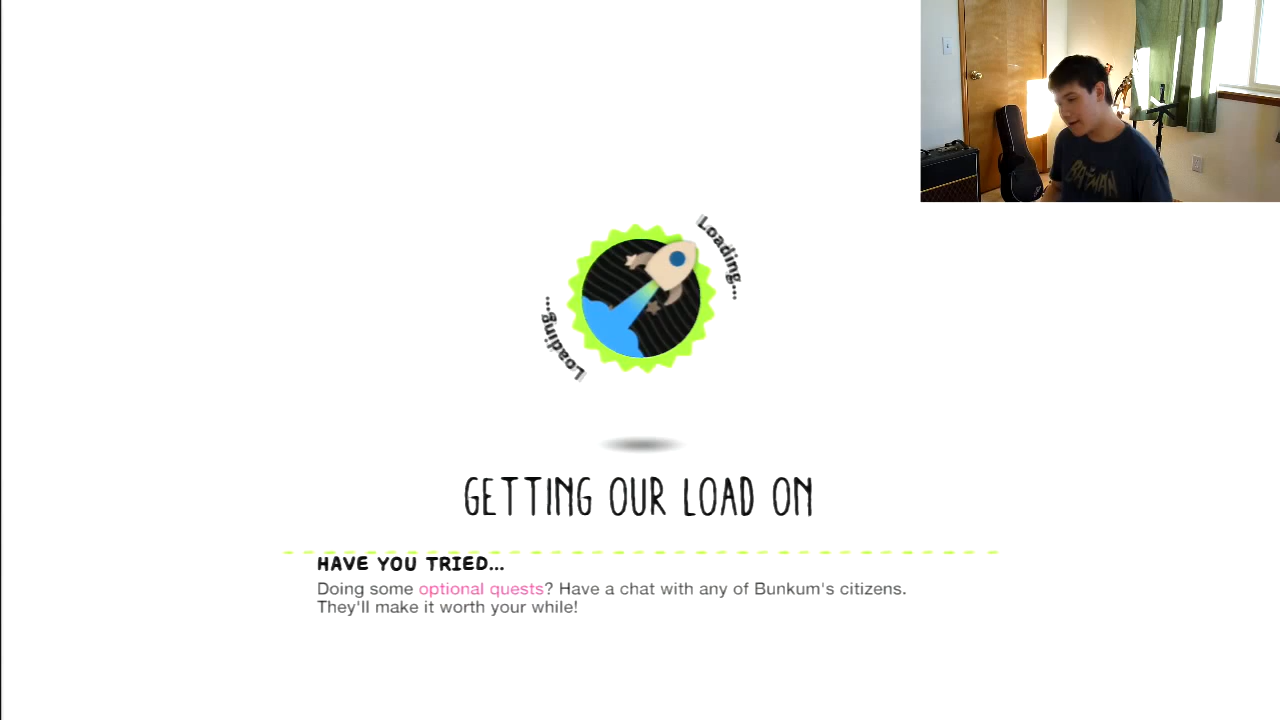 Loading...
Loading...
GETTING OUR LOAD ON
HAVE YOU TRIED...
Doing some optional quests? Have a chat with any of Bunkum's citizens.
They'll make it worth your while!
BATMAN